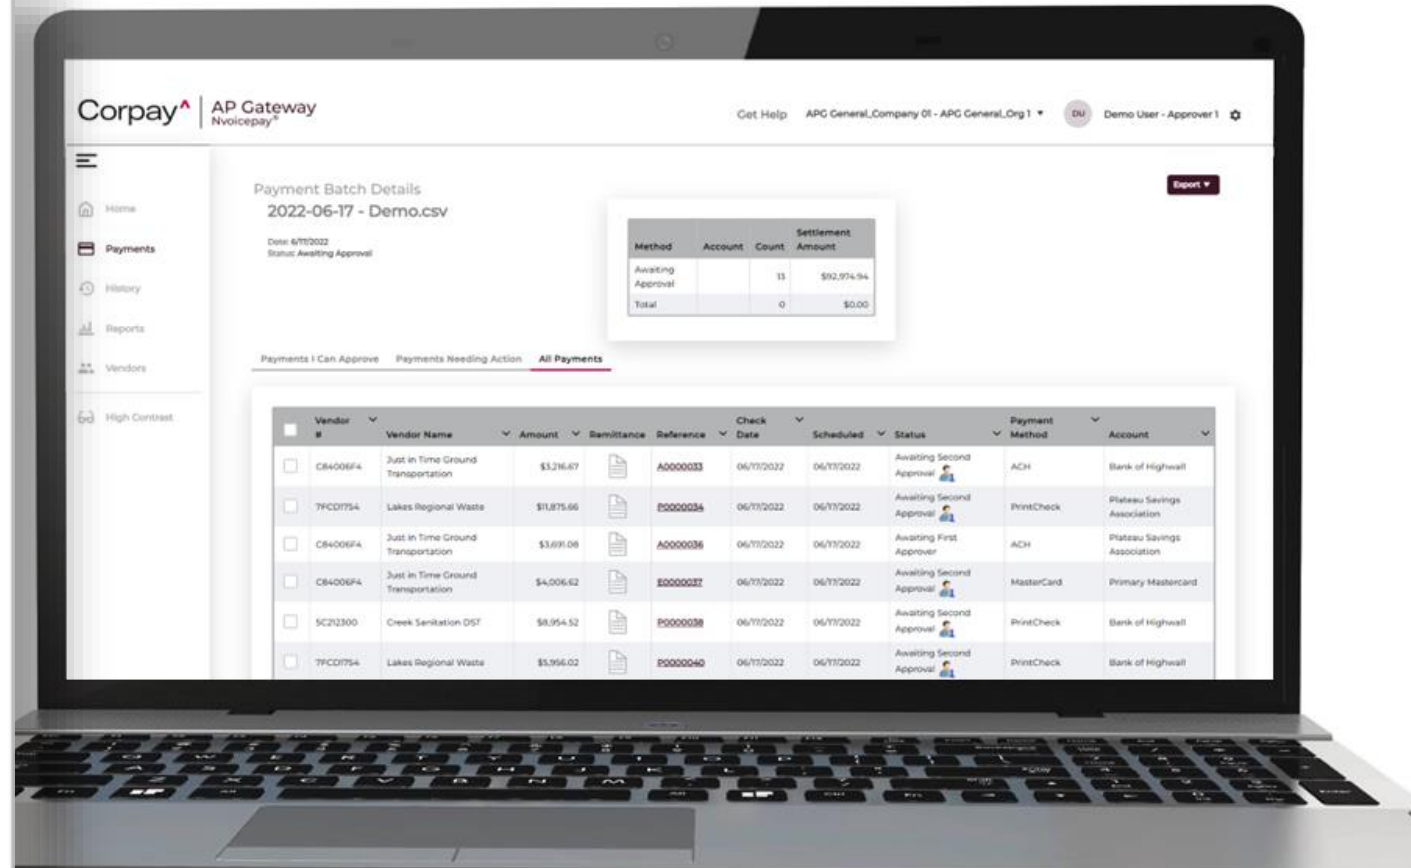 Corpay^ | AP Gateway
Nvoicepay®
Get Help APG General_Company 01 - APG General_Org 1 DU Demo User - Approver 1
Home
Payments
History
Reports
Vendors
High Contrast
Payment Batch Details
2022-06-17 - Demo.csv
Date: 6/17/2022
Status: Awaiting Approval
Export
Method Account Count Settlement Amount
Awaiting Approval 13 $92,974.94
Total 0 $0.00
Payments I Can Approve Payments Needing Action All Payments
Vendor # Vendor Name Amount Remittance Reference Check Date Scheduled Status Payment Method Account
C84006F4 Just in Time Ground Transportation $3,216.67 A0000033 06/17/2022 06/17/2022 Awaiting Second Approval ACH Bank of Highwall
7FCD1754 Lakes Regional Waste $11,875.66 P0000034 06/17/2022 06/17/2022 Awaiting Second Approval PrintCheck Plateau Savings Association
C84006F4 Just in Time Ground Transportation $3,691.08 A0000036 06/17/2022 06/17/2022 Awaiting First Approver ACH Plateau Savings Association
C84006F4 Just in Time Ground Transportation $4,006.62 E0000037 06/17/2022 06/17/2022 Awaiting Second Approval MasterCard Primary Mastercard
5C212300 Creek Sanitation DST $8,954.52 P0000038 06/17/2022 06/17/2022 Awaiting Second Approval PrintCheck Bank of Highwall
7FCD1754 Lakes Regional Waste $5,956.02 P0000040 06/17/2022 06/17/2022 Awaiting Second Approval PrintCheck Bank of Highwall